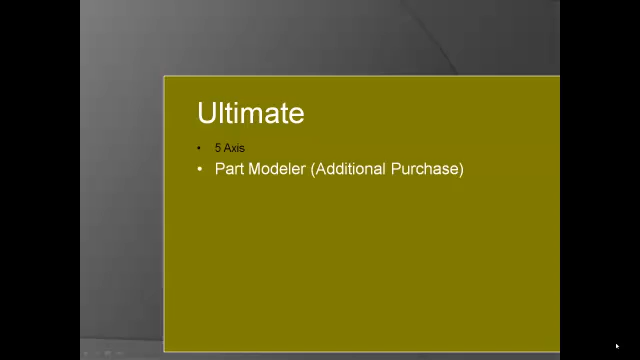 Ultimate
• 5 Axis
• Part Modeler (Additional Purchase)